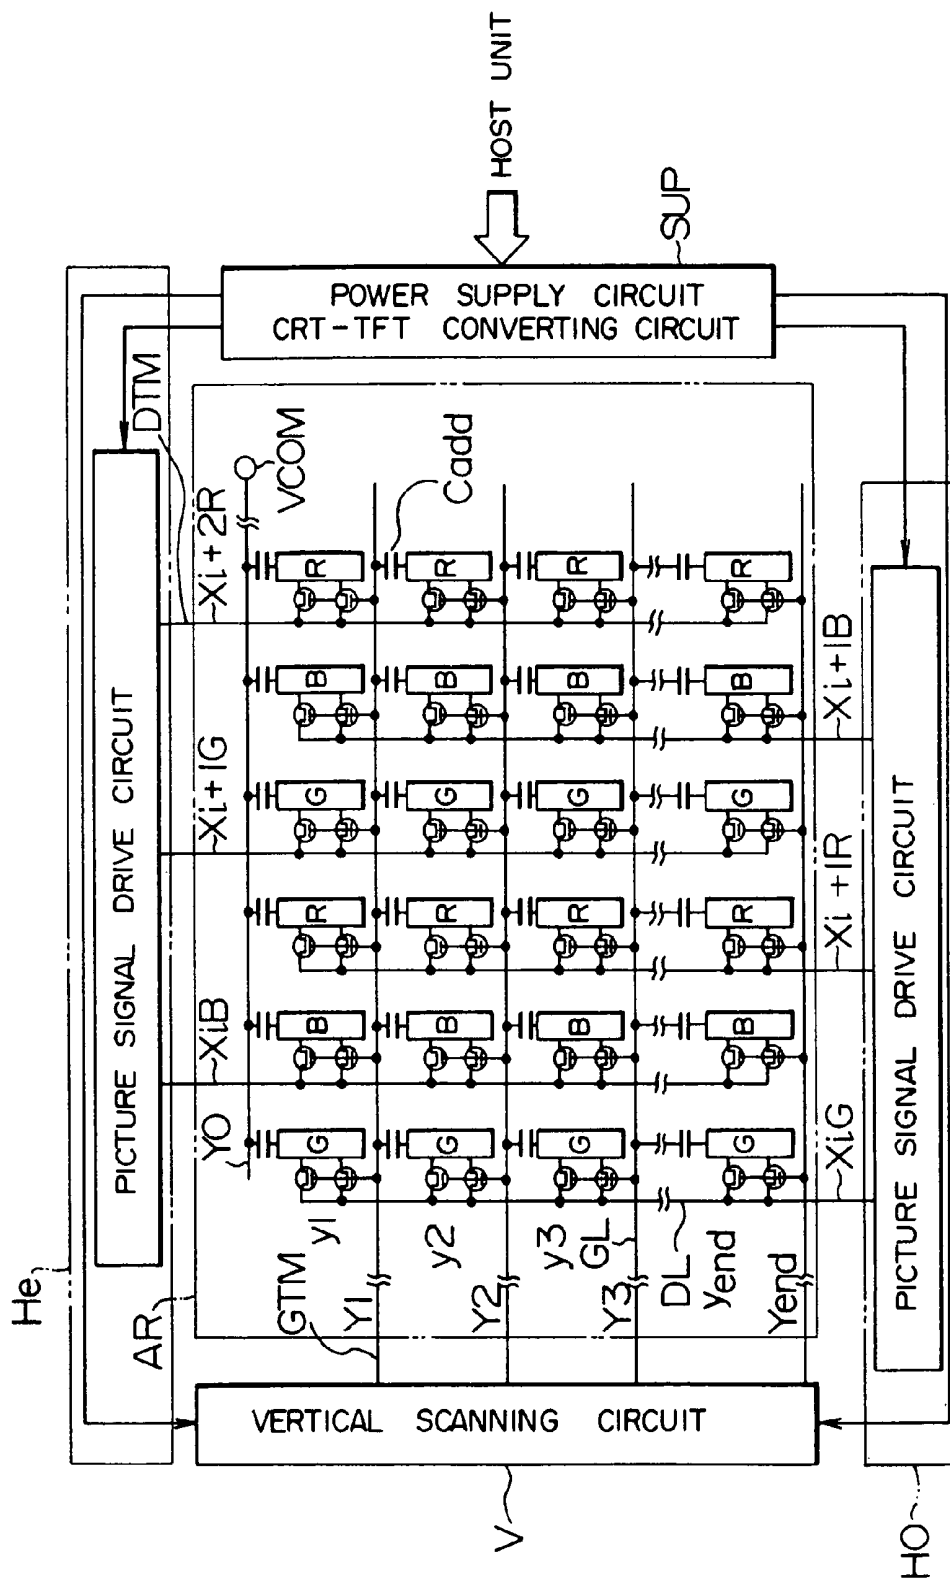 HOST UNIT
SUP
POWER SUPPLY CIRCUIT
CRT-TFT CONVERTING CIRCUIT
He
PICTURE SIGNAL DRIVE CIRCUIT
DTM
AR
YO
XiB
Xi+1G
Xi+2R
VCOM
Cadd
GTM
y1
G
B
R
G
B
R
Y1
y2
G
B
R
G
B
R
Y2
y3
G
B
R
G
B
R
GL
Y3
DL
yend
G
B
R
G
B
R
Yend
XiG
Xi+1R
Xi+1B
VERTICAL SCANNING CIRCUIT
V
PICTURE SIGNAL DRIVE CIRCUIT
HO